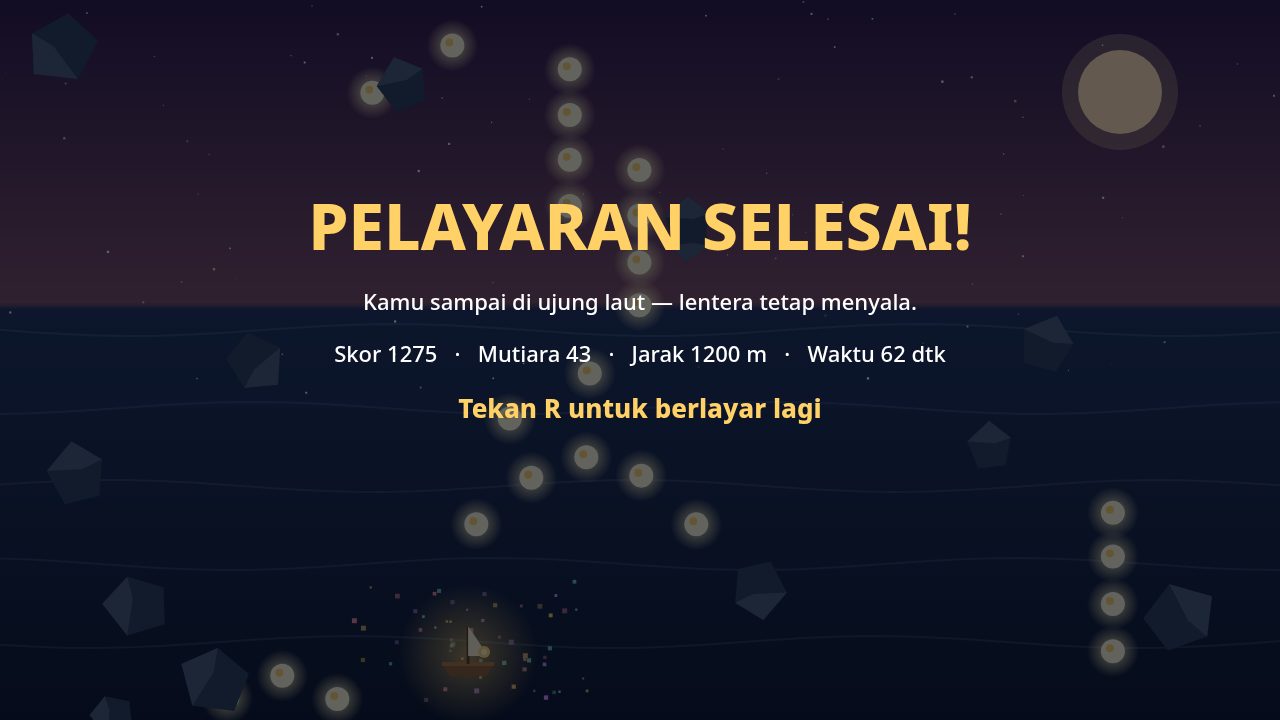 PELAYARAN SELESAI!
Kamu sampai di ujung laut — lentera tetap menyala.
Skor 1275 · Mutiara 43 · Jarak 1200 m · Waktu 62 dtk
Tekan R untuk berlayar lagi